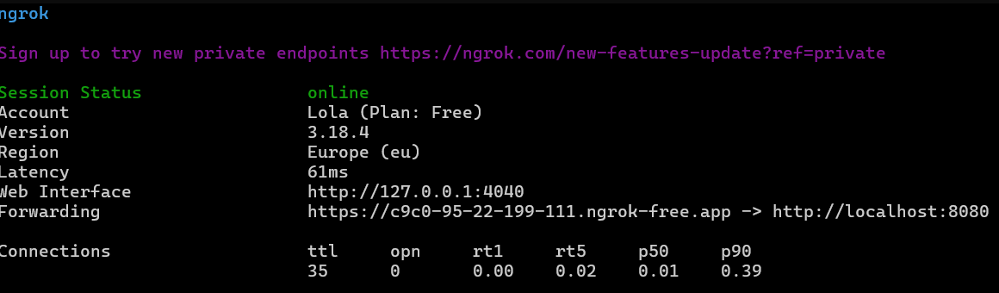 ngrok
Sign up to try new private endpoints https://ngrok.com/new-features-update?ref=private
Session Status online
Account Lola (Plan: Free)
Version 3.18.4
Region Europe (eu)
Latency 61ms
Web Interface http://127.0.0.1:4040
Forwarding https://c9c0-95-22-199-111.ngrok-free.app -> http://localhost:8080
Connections ttl opn rt1 rt5 p50 p90
35 0 0.00 0.02 0.01 0.39